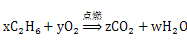 xC₂H₆+yO₂ 点燃 ⟹ zCO₂+wH₂O